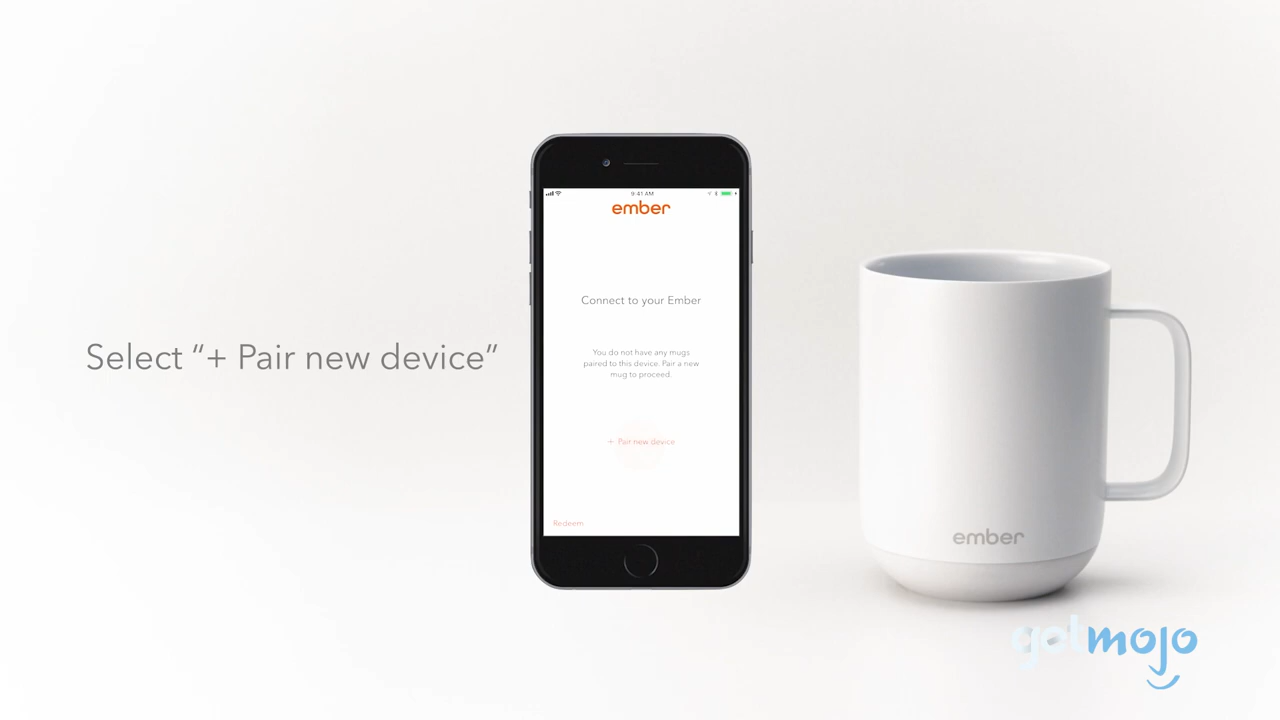 Select “+ Pair new device”
9:41 AM
ember
Connect to your Ember
You do not have any mugs
paired to this device. Pair a new
mug to proceed.
+ Pair new device
Redeem
ember
gotmojo